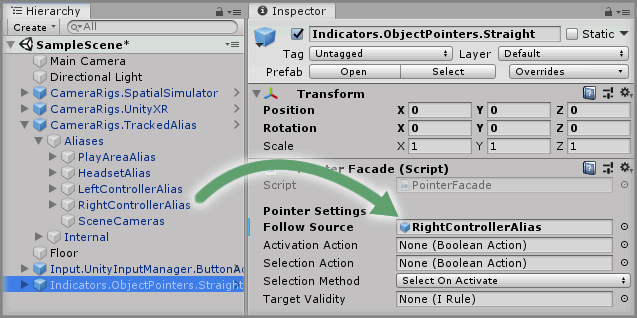 Hierarchy
Create
All
SampleScene*
Main Camera
Directional Light
CameraRigs.SpatialSimulator
CameraRigs.UnityXR
CameraRigs.TrackedAlias
Aliases
PlayAreaAlias
HeadsetAlias
LeftControllerAlias
RightControllerAlias
SceneCameras
Internal
Floor
Input.UnityInputManager.ButtonA
Indicators.ObjectPointers.Straight
Inspector
Indicators.ObjectPointers.Straight
Static
Tag Untagged Layer Default
Prefab Open Select Overrides
Transform
Position X 0 Y 0 Z 0
Rotation X 0 Y 0 Z 0
Scale X 1 Y 1 Z 1
Facade (Script)
Script PointerFacade
Pointer Settings
Follow Source RightControllerAlias
Activation Action None (Boolean Action)
Selection Action None (Boolean Action)
Selection Method Select On Activate
Target Validity None (I Rule)